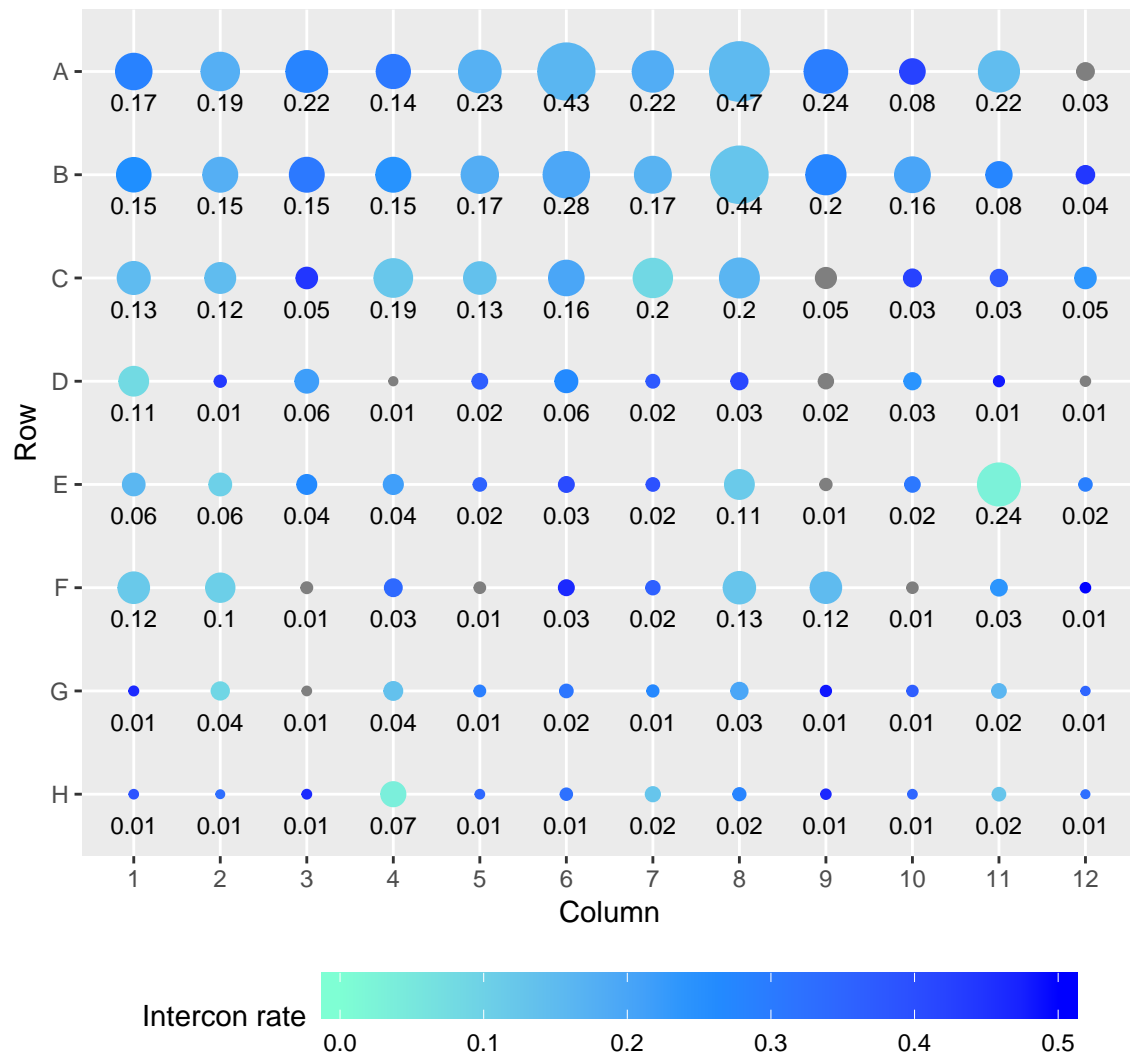 A
0.17 0.19 0.22 0.14 0.23 0.43 0.22 0.47 0.24 0.08 0.22 0.03
B
0.15 0.15 0.15 0.15 0.17 0.28 0.17 0.44 0.2 0.16 0.08 0.04
C
0.13 0.12 0.05 0.19 0.13 0.16 0.2 0.2 0.05 0.03 0.03 0.05
D
0.11 0.01 0.06 0.01 0.02 0.06 0.02 0.03 0.02 0.03 0.01 0.01
Row
E
0.06 0.06 0.04 0.04 0.02 0.03 0.02 0.11 0.01 0.02 0.24 0.02
F
0.12 0.1 0.01 0.03 0.01 0.03 0.02 0.13 0.12 0.01 0.03 0.01
G
0.01 0.04 0.01 0.04 0.01 0.02 0.01 0.03 0.01 0.01 0.02 0.01
H
0.01 0.01 0.01 0.07 0.01 0.01 0.02 0.02 0.01 0.01 0.02 0.01
1 2 3 4 5 6 7 8 9 10 11 12
Column
Intercon rate
0.0 0.1 0.2 0.3 0.4 0.5